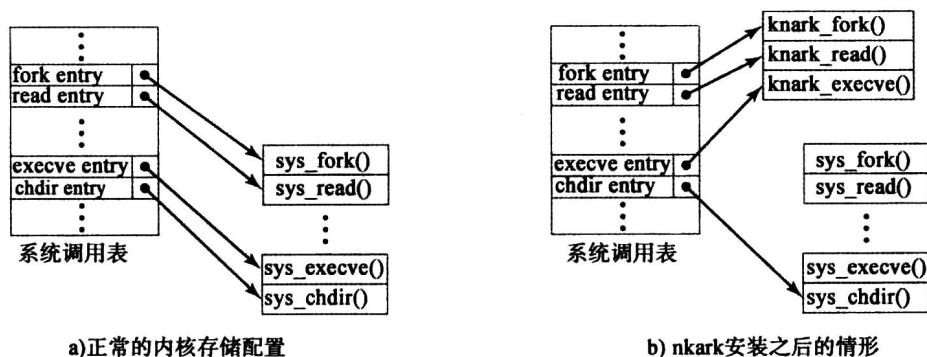 fork entry
read entry
execve entry
chdir entry
系统调用表
sys_fork()
sys_read()
sys_execve()
sys_chdir()
a)正常的内核存储配置
fork entry
read entry
execve entry
chdir entry
系统调用表
knark_fork()
knark_read()
knark_execve()
sys_fork()
sys_read()
sys_execve()
sys_chdir()
b) nkark安装之后的情形